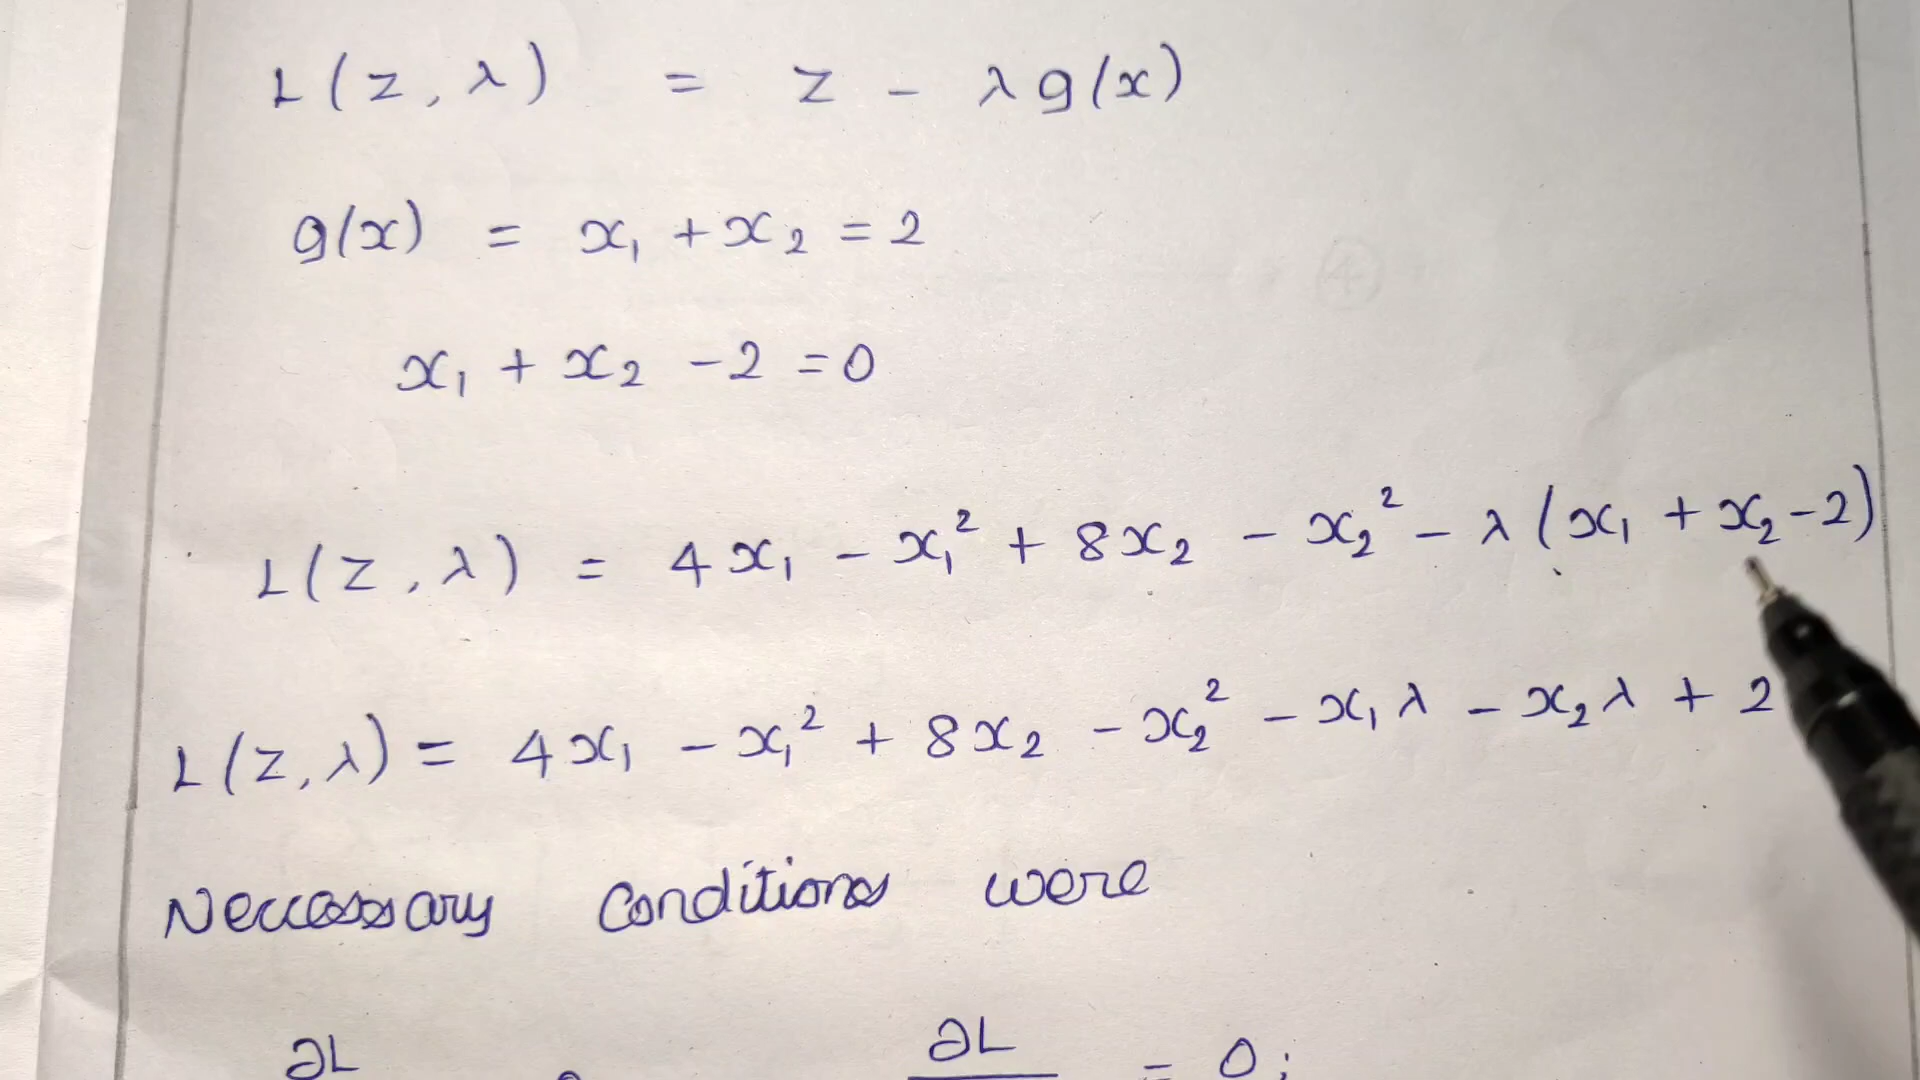 L(Z, λ) = Z - λg(x)
g(x) = x₁ + x₂ = 2
x₁ + x₂ - 2 = 0
L(Z, λ) = 4x₁ - x₁² + 8x₂ - x₂² - λ(x₁ + x₂ - 2)
L(Z, λ) = 4x₁ - x₁² + 8x₂ - x₂² - x₁λ - x₂λ + 2
Neccessary conditions were
∂L ∂L = 0;